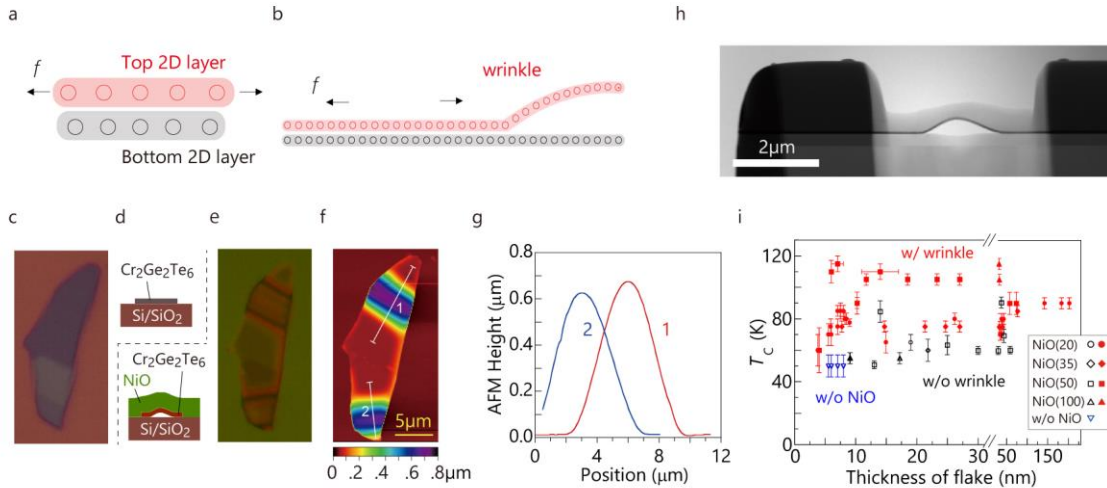 a
b
h
f
Top 2D layer
Bottom 2D layer
f
wrinkle
2μm
c
d
e
f
g
i
Cr2Ge2Te6
Si/SiO2
Cr2Ge2Te6
NiO
Si/SiO2
1
2
5μm
0 .2 .4 .6 .8μm
AFM Height (μm)
0.8
0.6
0.4
0.2
0.0
2
1
0 4 8 12
Position (μm)
TC (K)
120
80
40
0
w/ wrinkle
w/o wrinkle
w/o NiO
NiO(20)
NiO(35)
NiO(50)
NiO(100)
w/o NiO
0 10 20 30 50 150
Thickness of flake (nm)